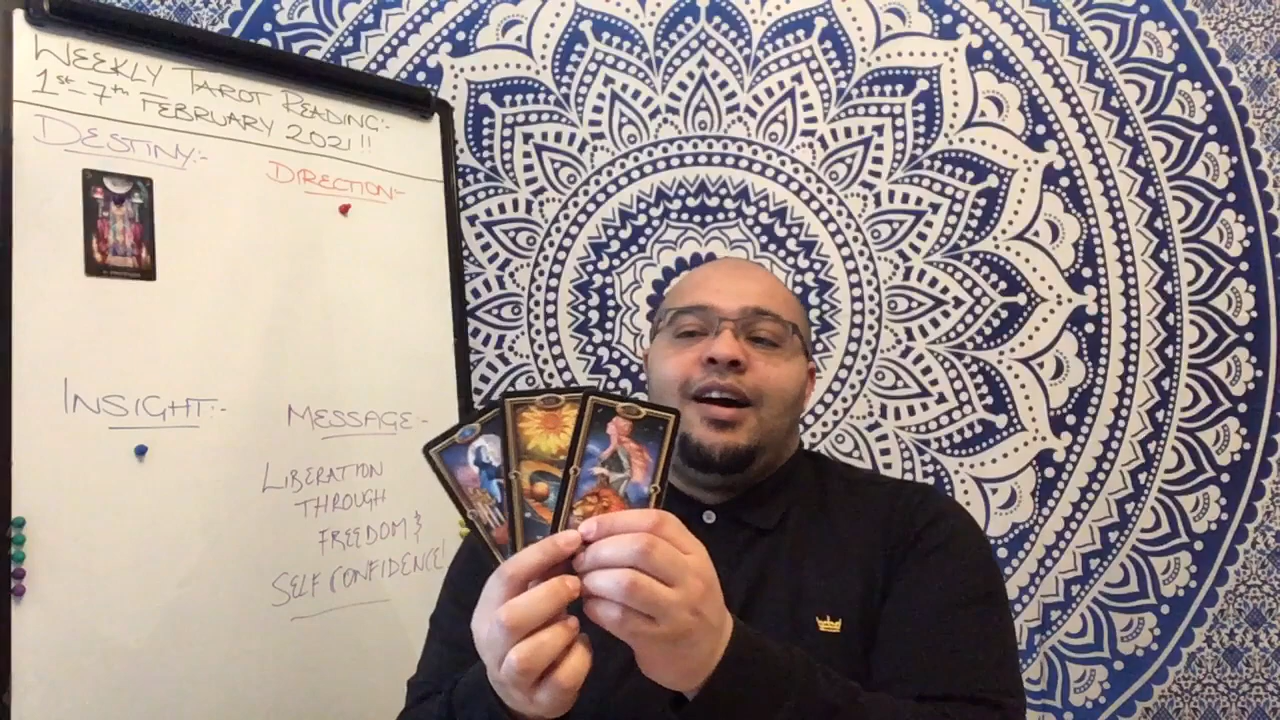 WEEKLY TAROT READING:-
1st-7th FEBRUARY 2021!!
DESTINY:-
DIRECTION:-
INSIGHT:-
MESSAGE:-
LIBERATION
THROUGH
FREEDOM &
SELF CONFIDENCE!